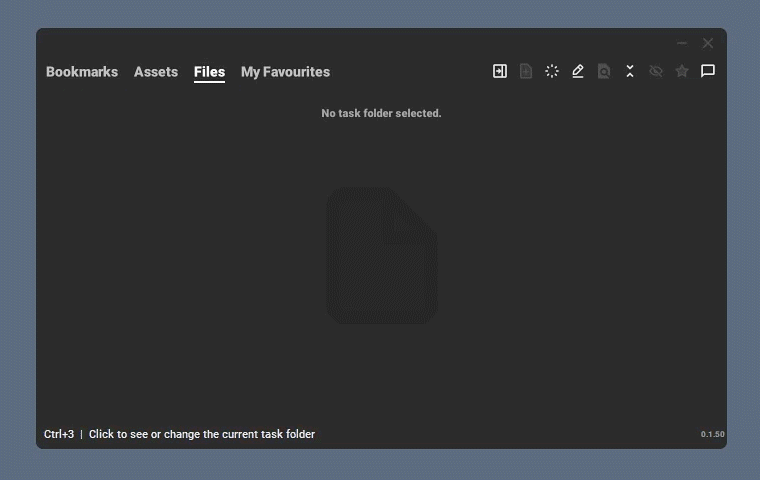 Bookmarks Assets Files My Favourites
No task folder selected.
Ctrl+3 | Click to see or change the current task folder
0.1.50